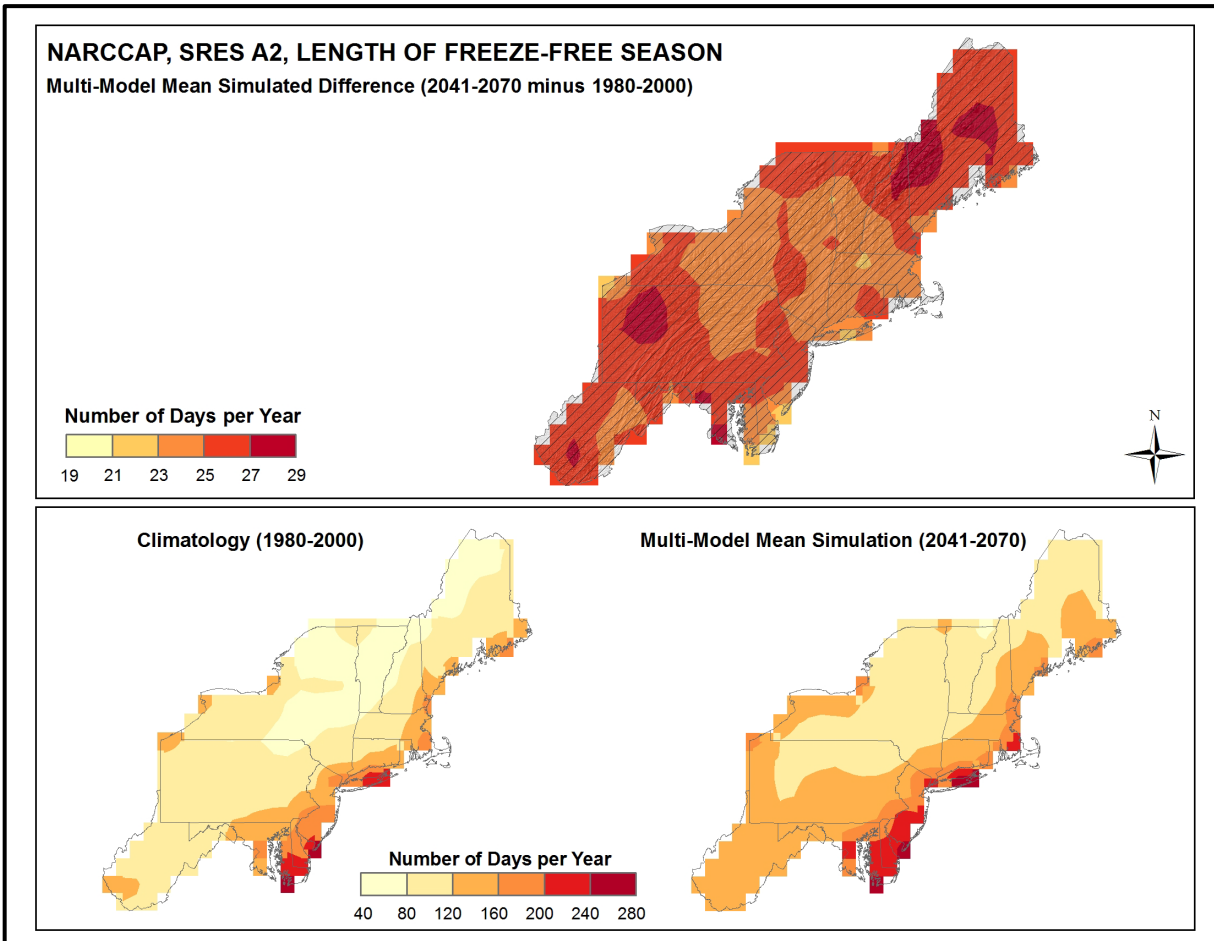 NARCCAP, SRES A2, LENGTH OF FREEZE-FREE SEASON
Multi-Model Mean Simulated Difference (2041-2070 minus 1980-2000)
Number of Days per Year
19 21 23 25 27 29
N
Climatology (1980-2000)
Multi-Model Mean Simulation (2041-2070)
Number of Days per Year
40 80 120 160 200 240 280